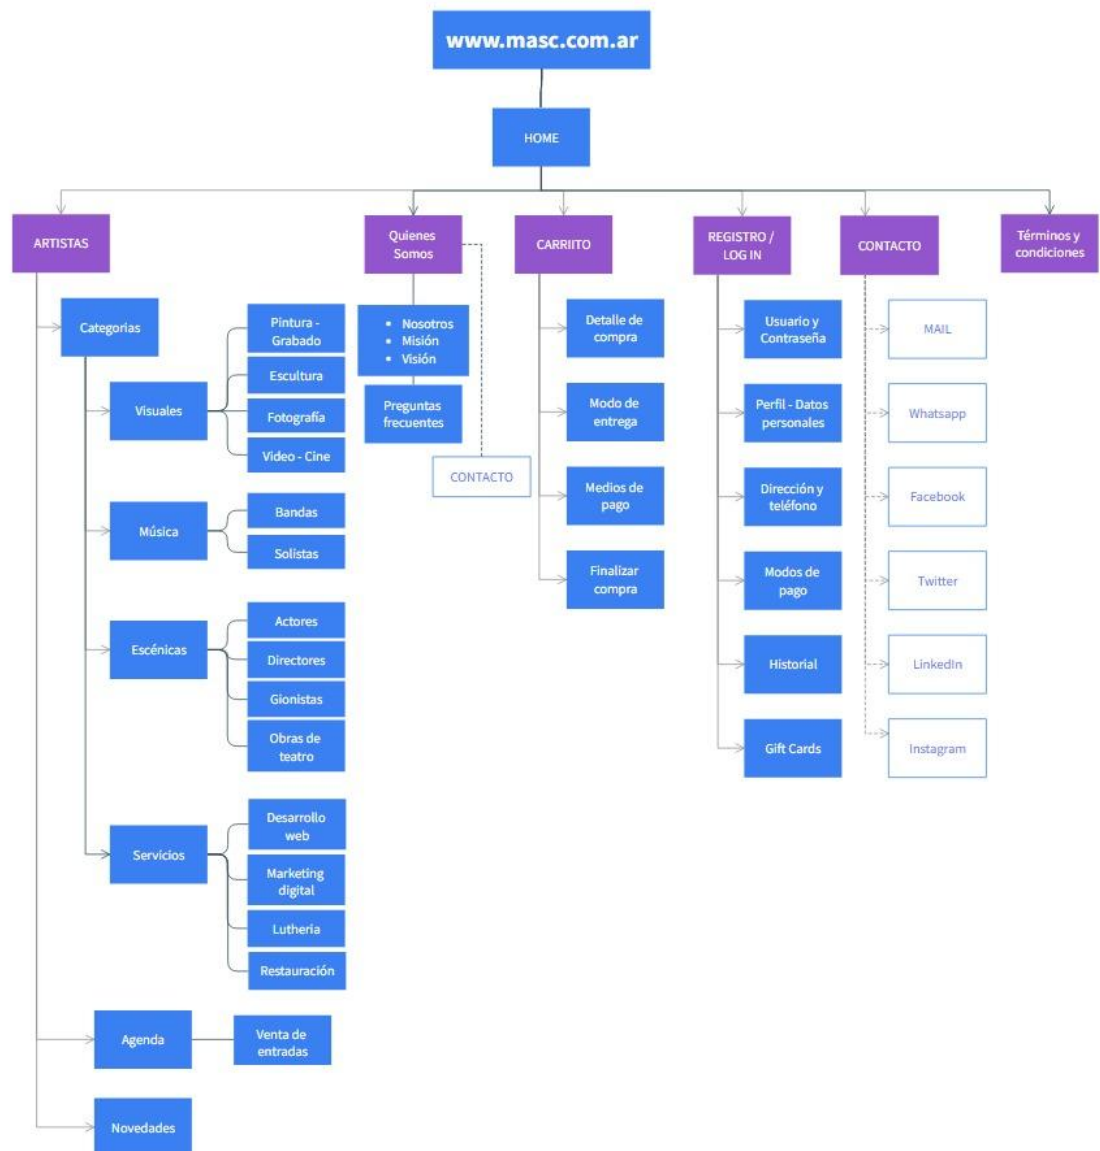 www.masc.com.ar
HOME
ARTISTAS
Quienes
Somos
CARRIITO
REGISTRO /
LOG IN
CONTACTO
Términos y
condiciones
Categorias
Visuales
Pintura -
Grabado
Escultura
Fotografía
Video - Cine
Música
Bandas
Solistas
Escénicas
Actores
Directores
Gionistas
Obras de
teatro
Servicios
Desarrollo
web
Marketing
digital
Lutheria
Restauración
Agenda
Venta de
entradas
Novedades
• Nosotros
• Misión
• Visión
Preguntas
frecuentes
CONTACTO
Detalle de
compra
Modo de
entrega
Medios de
pago
Finalizar
compra
Usuario y
Contraseña
Perfil - Datos
personales
Dirección y
teléfono
Modos de
pago
Historial
Gift Cards
MAIL
Whatsapp
Facebook
Twitter
LinkedIn
Instagram